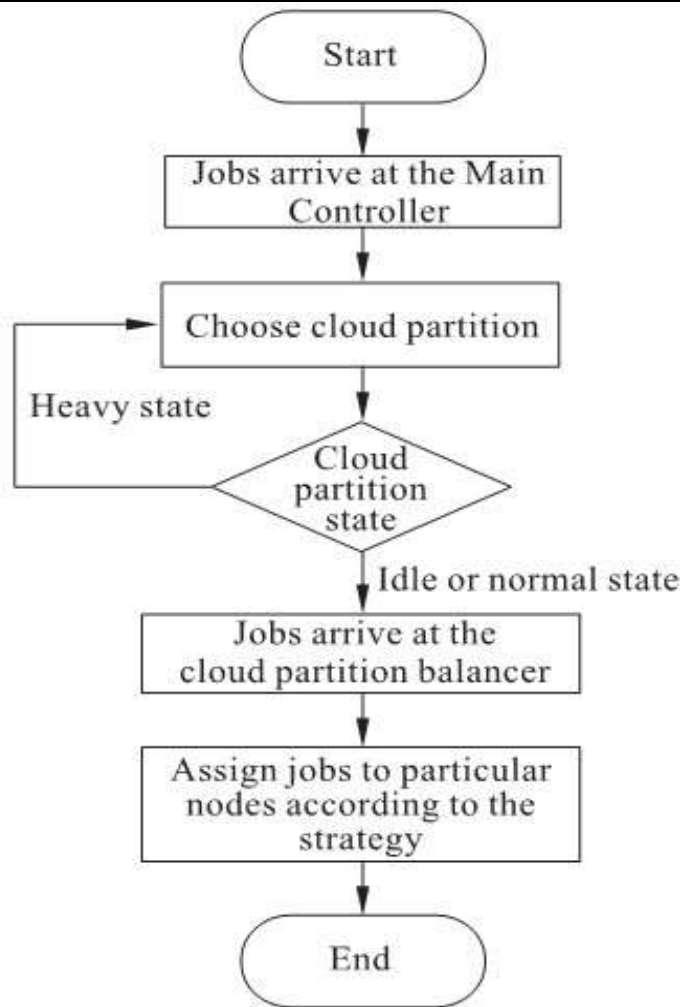 Start
Jobs arrive at the Main
Controller
Choose cloud partition
Heavy state
Cloud
partition
state
Idle or normal state
Jobs arrive at the
cloud partition balancer
Assign jobs to particular
nodes according to the
strategy
End